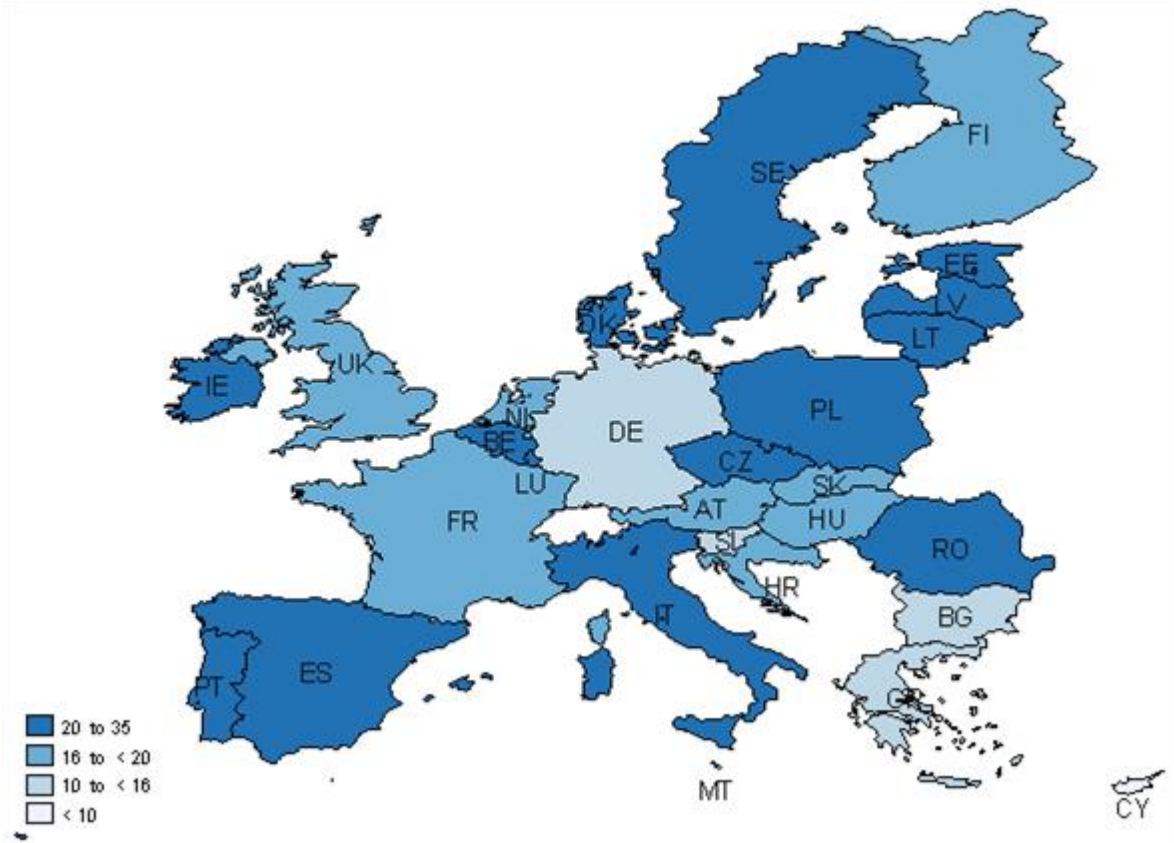 FI
SE
EE
LV
DK
LT
IE
UK
PL
NL
DE
BE
CZ
LU
SK
AT
FR
HU
SI
RO
HR
IT
BG
ES
PT
20 to 35
16 to < 20
10 to < 16
< 10
MT
CY